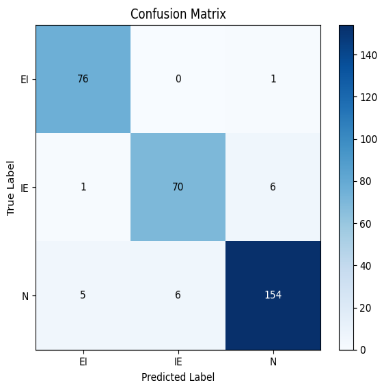 Confusion Matrix
EI 76 0 1
IE 1 70 6
N 5 6 154
EI IE N
Predicted Label
True Label
140
120
100
80
60
40
20
0